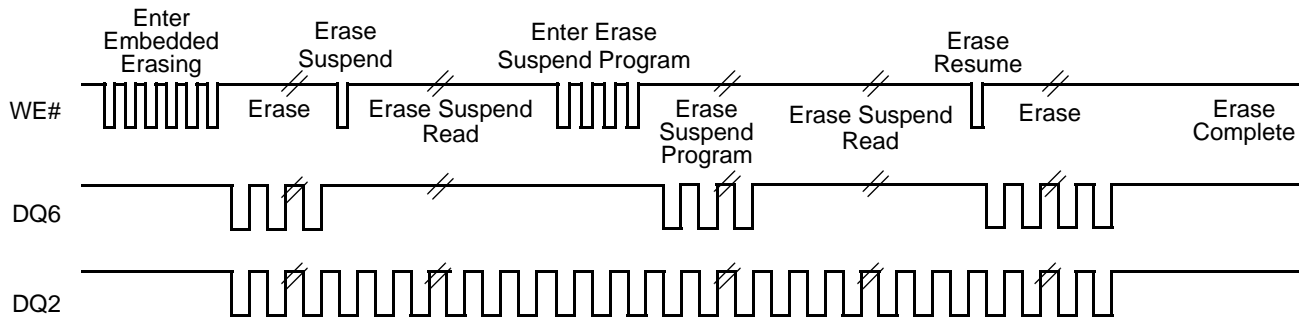 Enter
Embedded
Erasing
Erase
Suspend
Enter Erase
Suspend Program
Erase
Resume
WE#
Erase
Erase Suspend
Read
Erase
Suspend
Program
Erase Suspend
Read
Erase
Erase
Complete
DQ6
DQ2